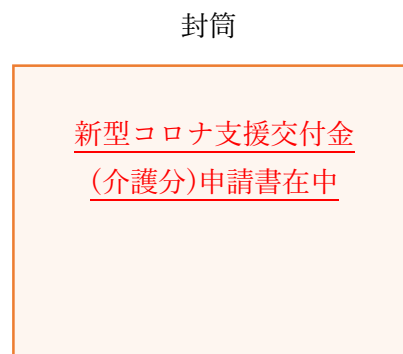 封筒
新型コロナ支援交付金
(介護分)申請書在中